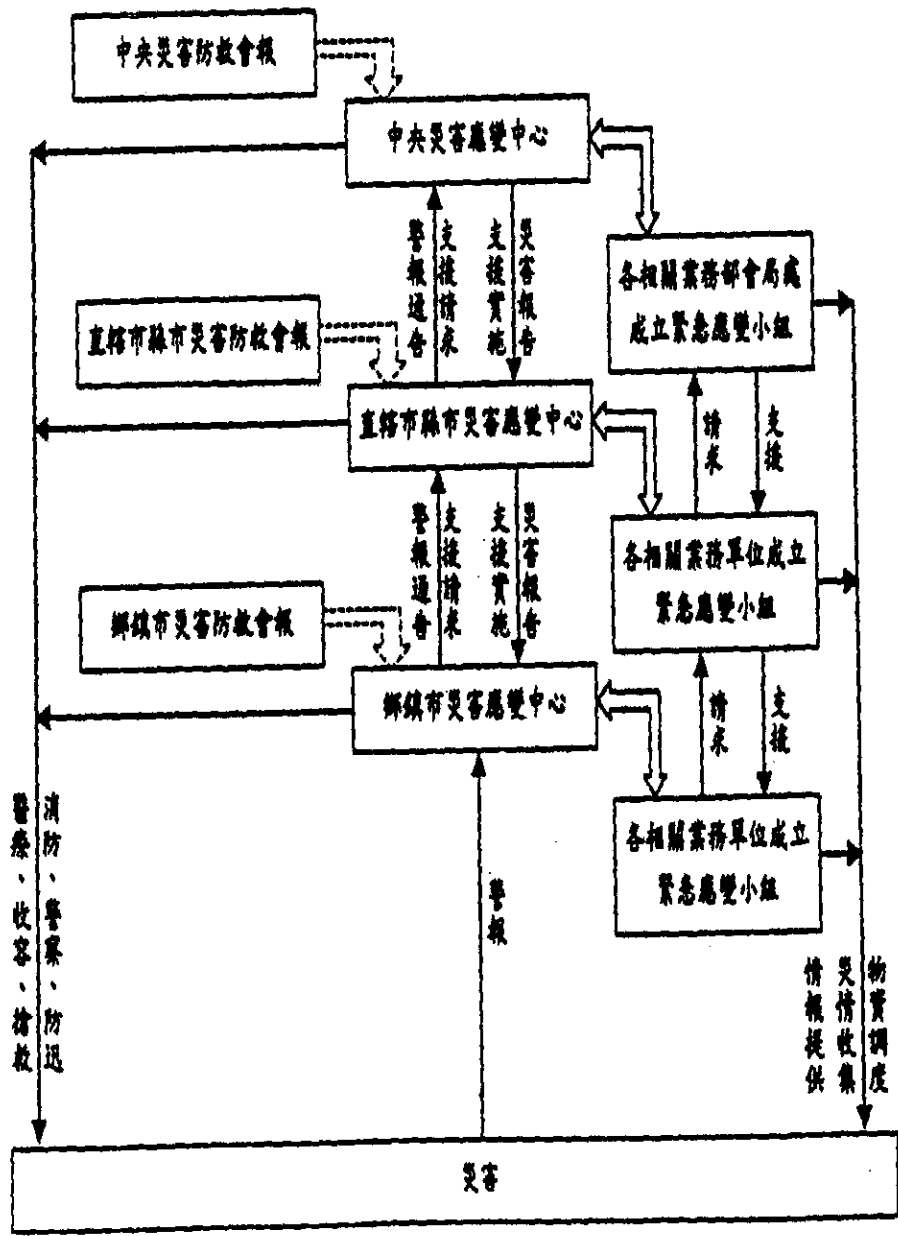 中央災害防救會報
中央災害應變中心
警報通告
支援請求
支援實施
災害報告
各相關業務部會局處
成立緊急應變小組
直轄市縣市災害防救會報
直轄市縣市災害應變中心
請求
支援
警報通告
支援請求
支援實施
災害報告
各相關業務單位成立
緊急應變小組
鄉鎮市災害防救會報
鄉鎮市災害應變中心
請求
支援
各相關業務單位成立
緊急應變小組
消防、警察、防迅
醫療、收容、搶救
警報
物資調度
災情收集
情報提供
災害